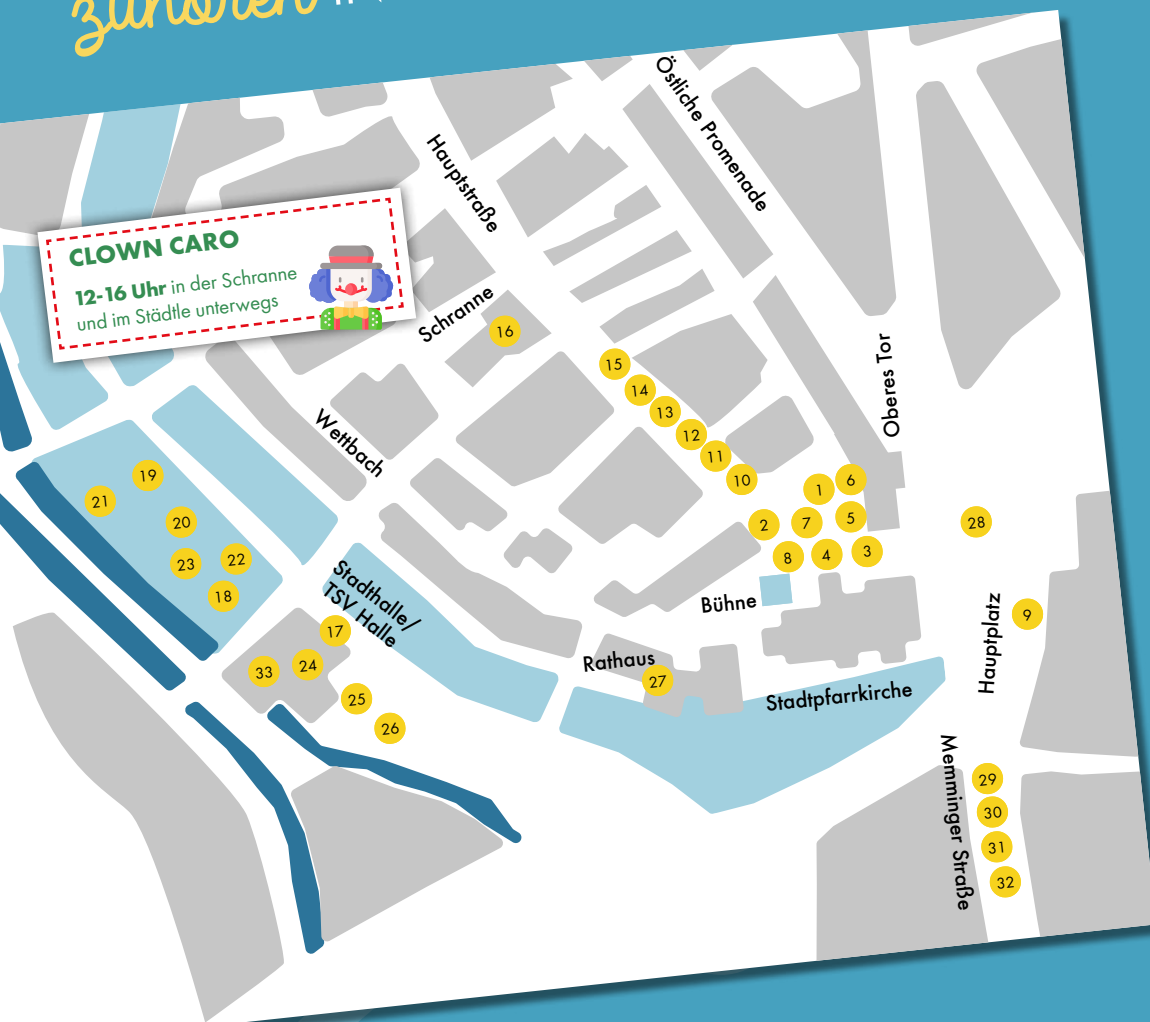 zuhören
Östliche Promenade
Hauptstraße
CLOWN CARO
12-16 Uhr in der Schranne
und im Städtle unterwegs
Schranne
16
15
14
13
12
11
10
Oberes Tor
Wettbach
19
21
20
23
22
18
1
6
2
7
5
28
8
4
3
Stadthalle/
TSV Halle
Bühne
9
Hauptplatz
17
33
24
25
26
Rathaus
27
Stadtpfarrkirche
Memminger Straße
29
30
31
32